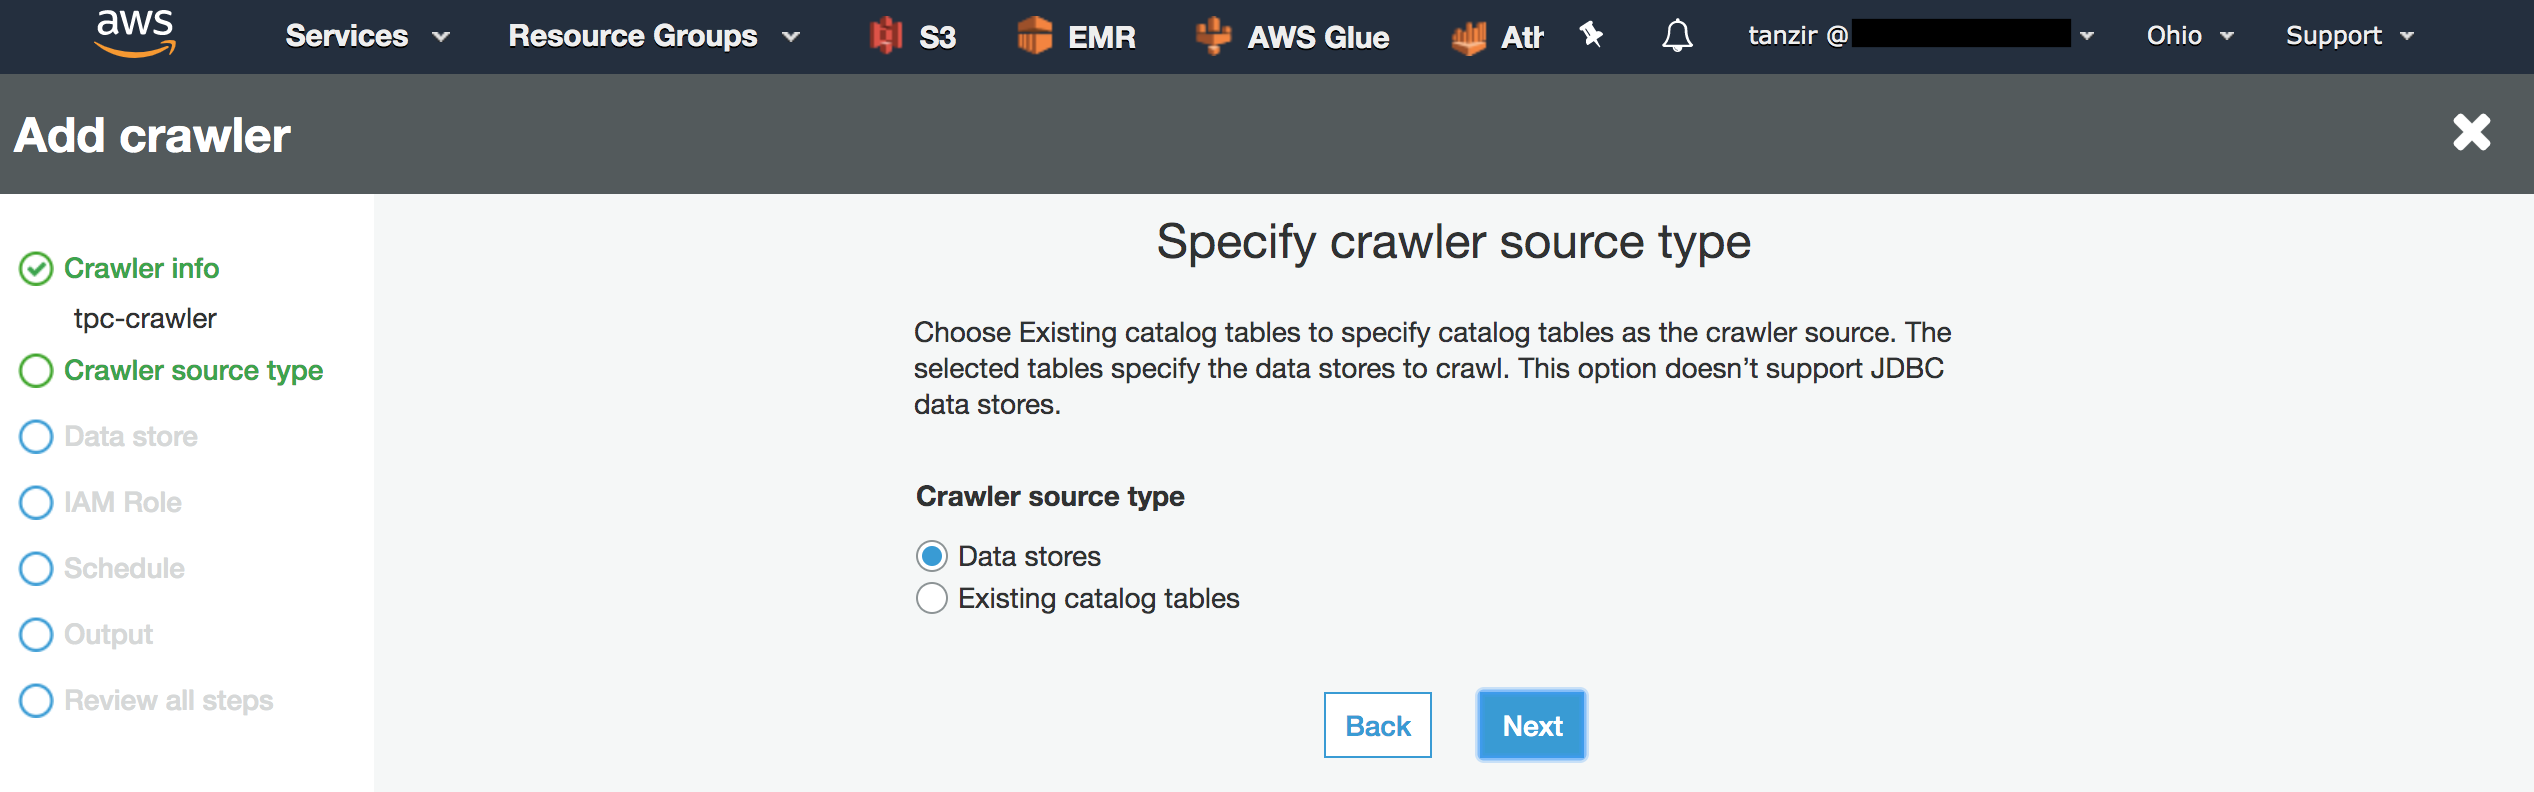 aws Services Resource Groups S3 EMR AWS Glue Ath tanzir @ Ohio Support
Add crawler
Crawler info
tpc-crawler
Crawler source type
Data store
IAM Role
Schedule
Output
Review all steps
Specify crawler source type
Choose Existing catalog tables to specify catalog tables as the crawler source. The
selected tables specify the data stores to crawl. This option doesn’t support JDBC
data stores.
Crawler source type
Data stores
Existing catalog tables
Back Next